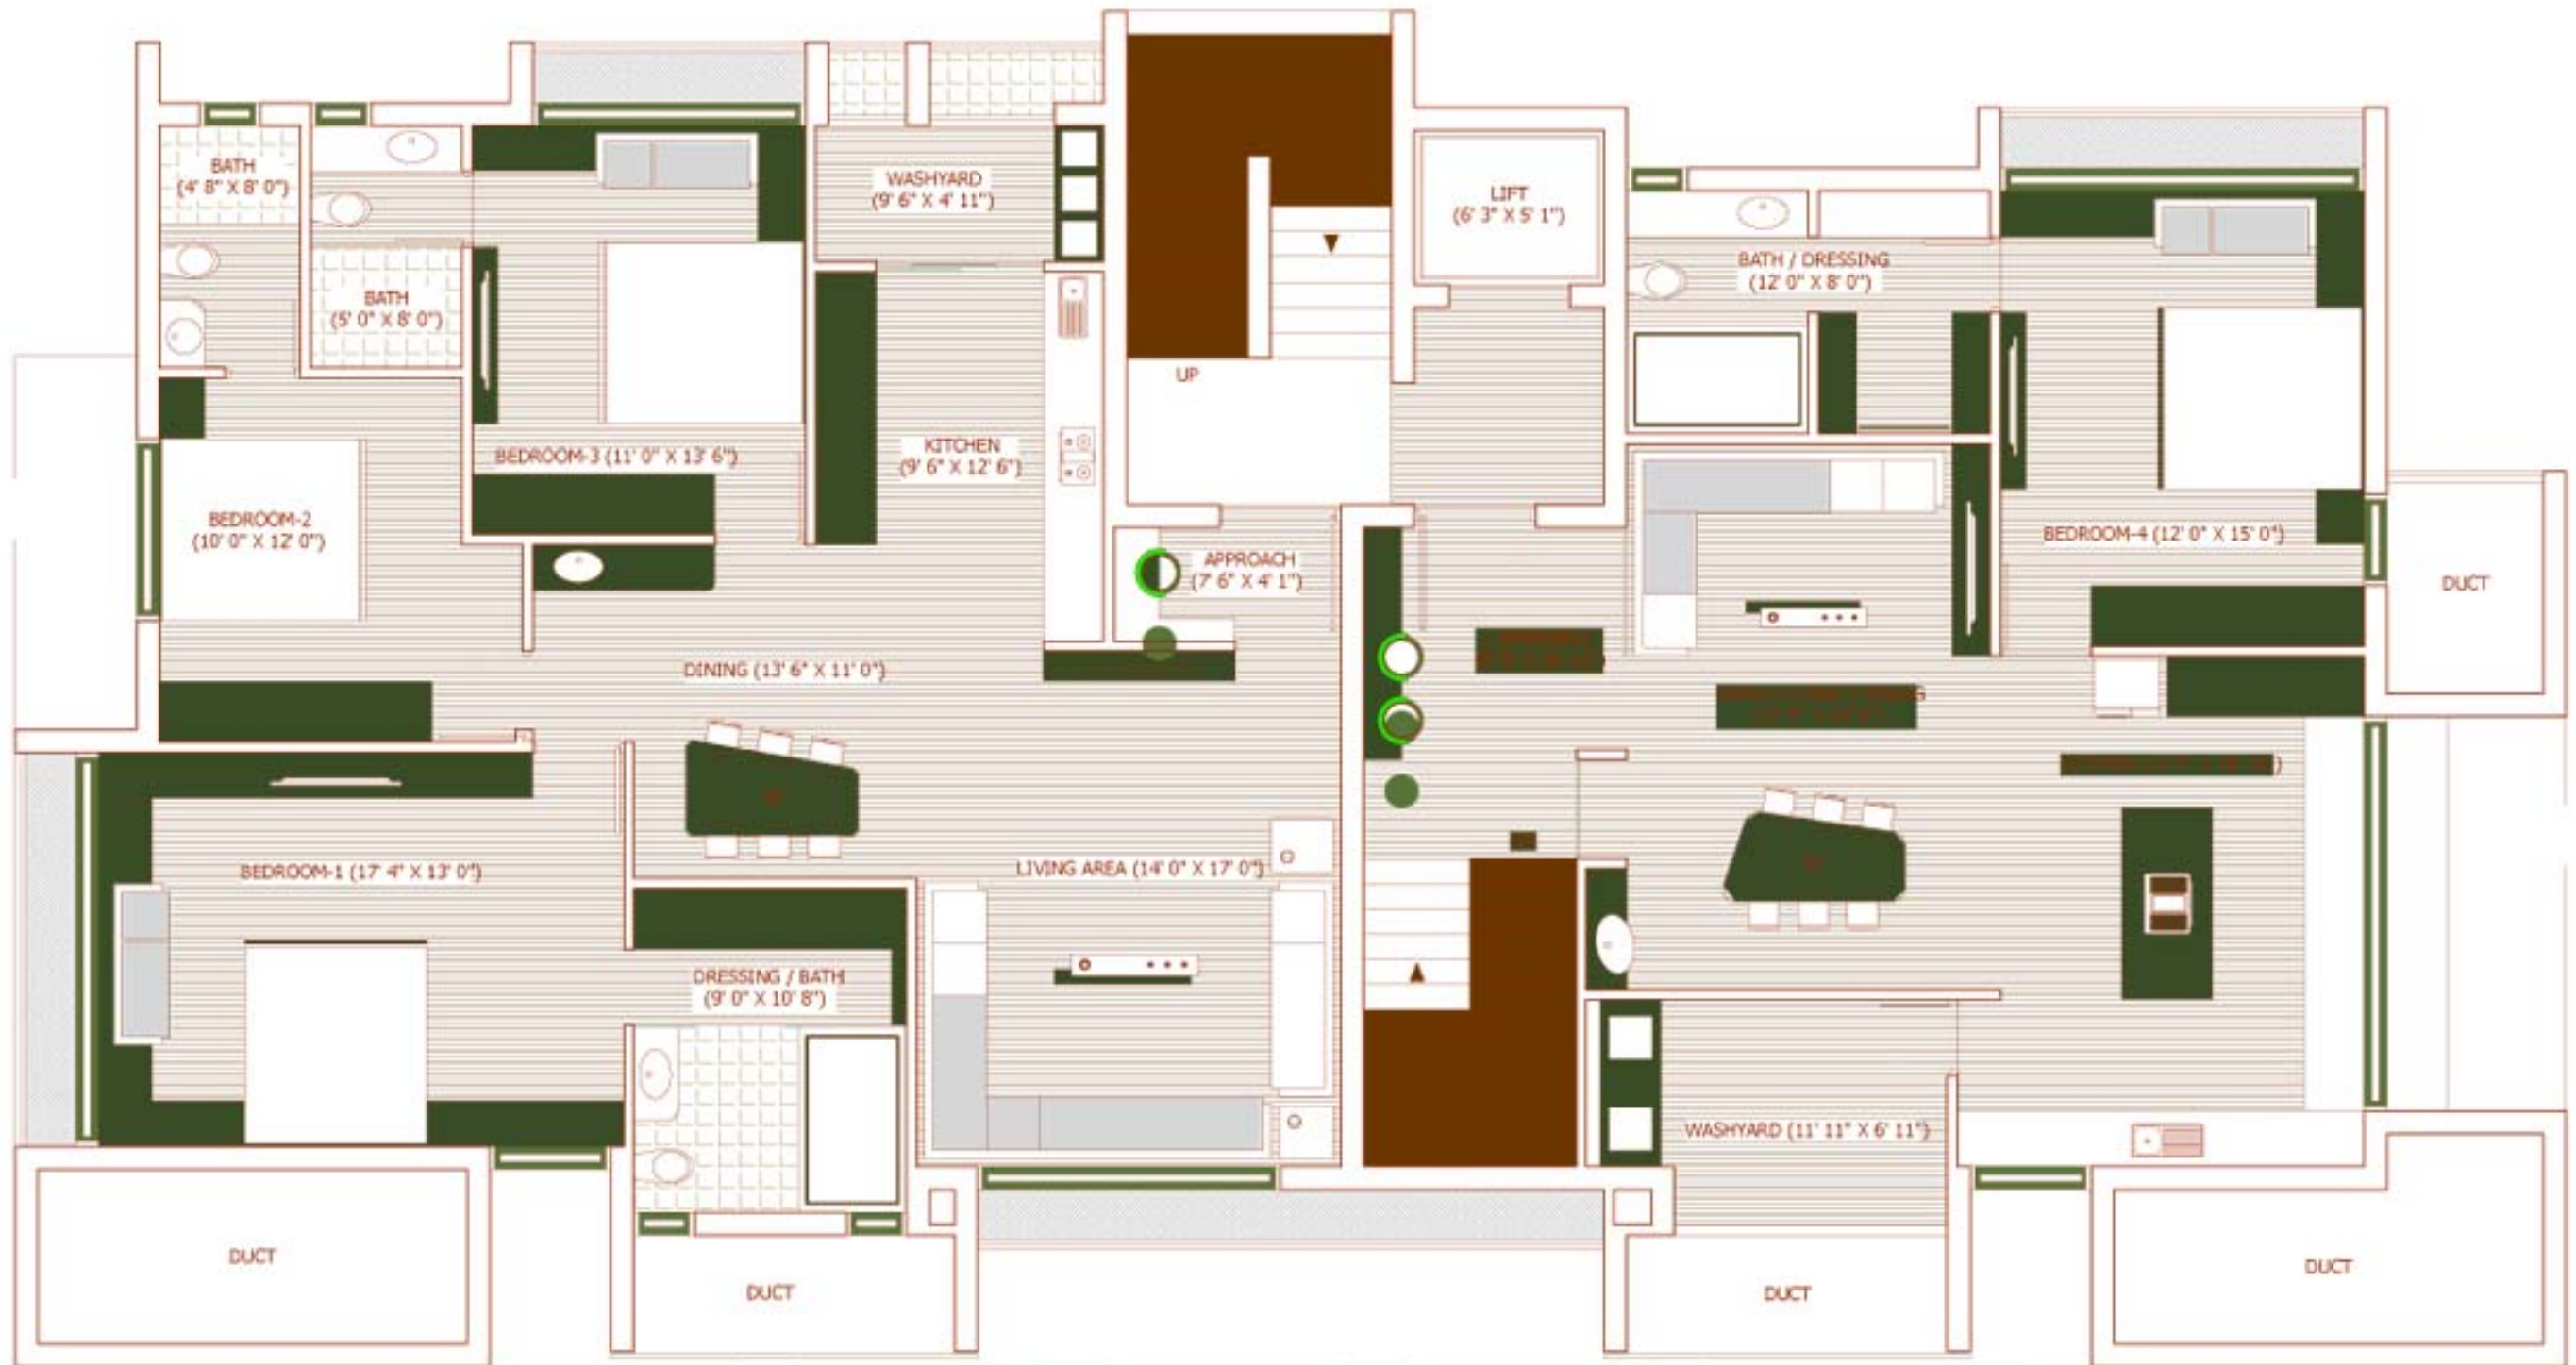 BATH
(4' 8" X 8' 0")
BATH
(5' 0" X 8' 0")
WASHYARD
(9' 6" X 4' 11")
LIFT
(6' 3" X 5' 1")
BATH / DRESSING
(12' 0" X 8' 0")
UP
BEDROOM-3 (11' 0" X 13' 6")
KITCHEN
(9' 6" X 12' 6")
BEDROOM-2
(10' 0" X 12' 0")
APPROACH
(7' 6" X 4' 1")
BEDROOM-4 (12' 0" X 15' 0")
DUCT
DINING (13' 6" X 11' 0")
BEDROOM-1 (17' 4" X 13' 0")
LIVING AREA (14' 0" X 17' 0")
DRESSING / BATH
(9' 0" X 10' 8")
WASHYARD (11' 11" X 6' 11")
DUCT
DUCT
DUCT
DUCT